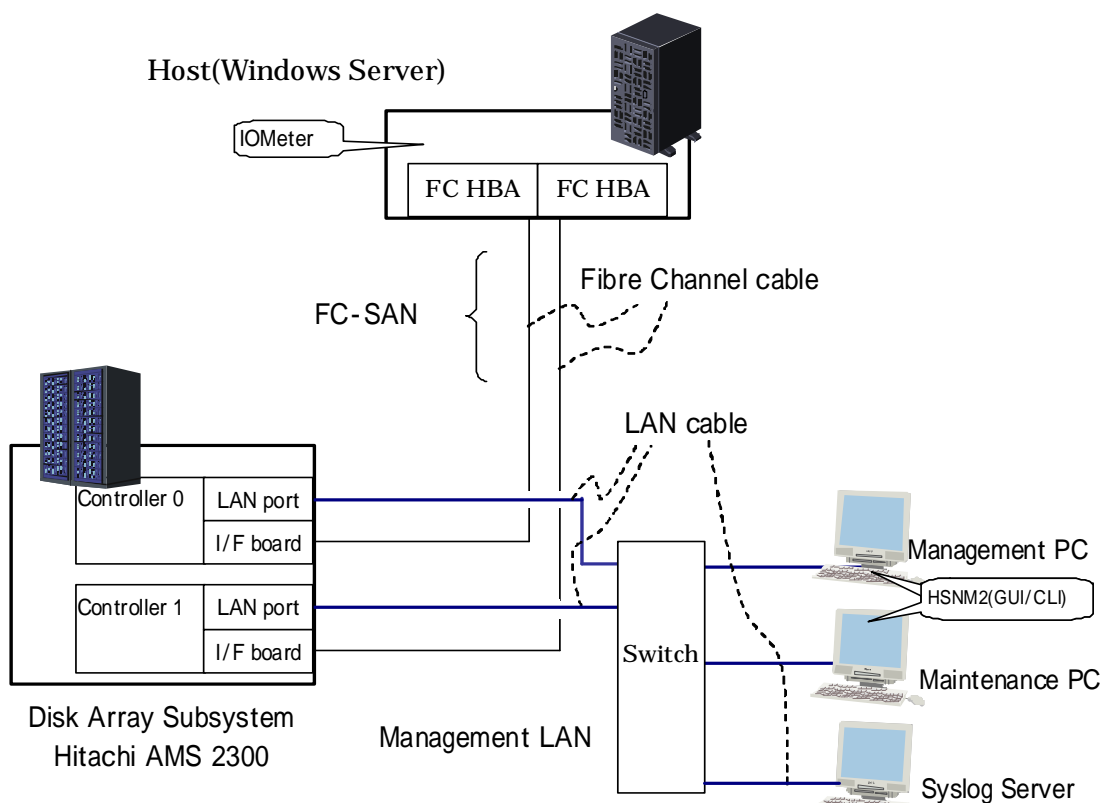 Host(Windows Server)
IOMeter
FC HBA
FC HBA
FC-SAN
Fibre Channel cable
LAN cable
Controller 0
LAN port
I/F board
Controller 1
LAN port
I/F board
Disk Array Subsystem
Hitachi AMS 2300
Management LAN
Switch
Management PC
HSNM2(GUI/CLI)
Maintenance PC
Syslog Server